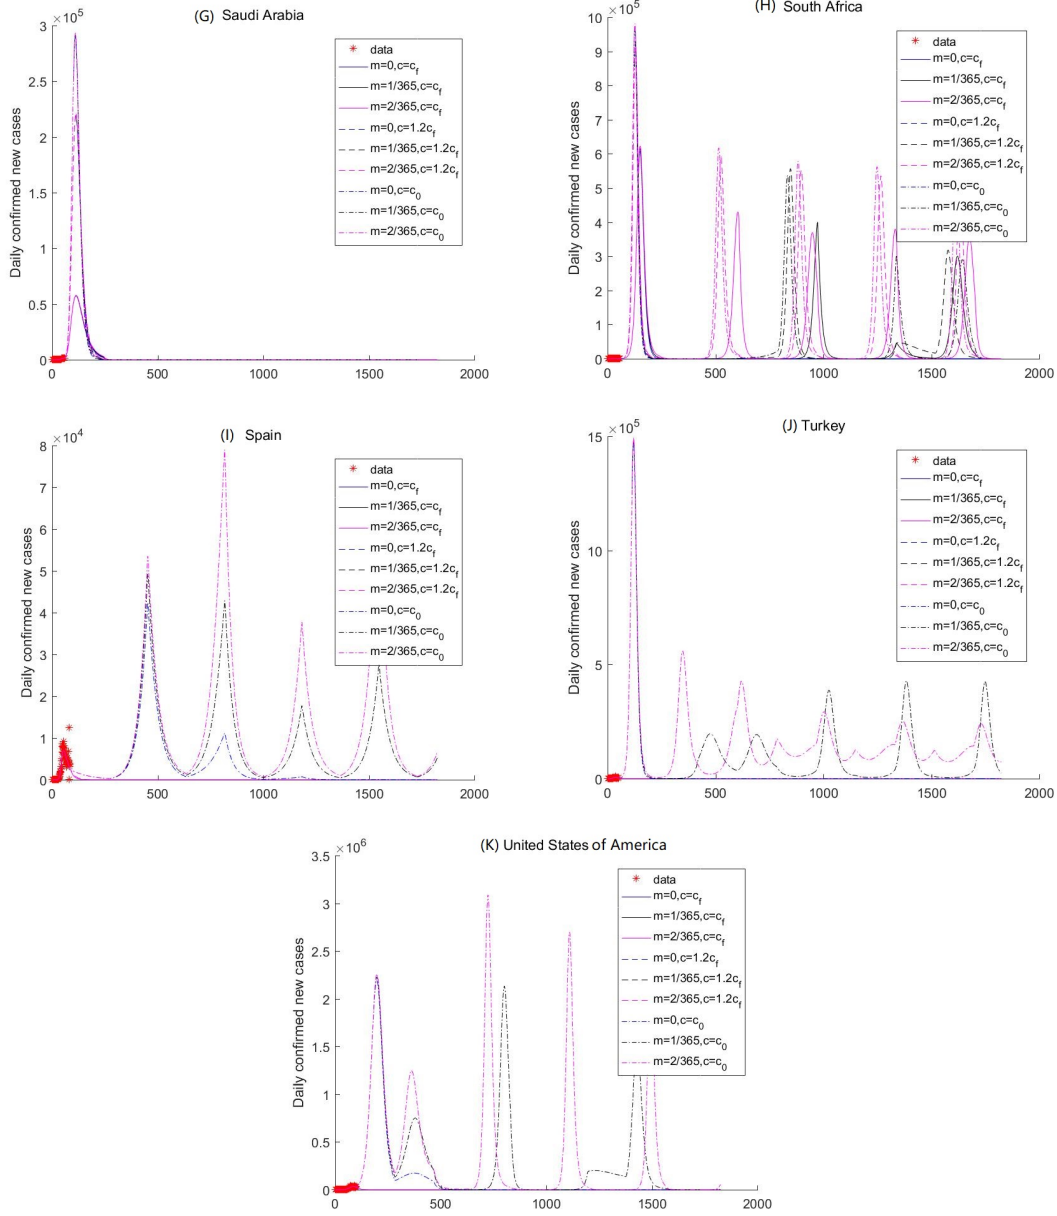 (G) Saudi Arabia
×10^5
Daily confirmed new cases
3
2.5
2
1.5
1
0.5
0
0 500 1000 1500 2000
data
m=0,c=c_f
m=1/365,c=c_f
m=2/365,c=c_f
m=0,c=1.2c_f
m=1/365,c=1.2c_f
m=2/365,c=1.2c_f
m=0,c=c_0
m=1/365,c=c_0
m=2/365,c=c_0
(H) South Africa
×10^5
Daily confirmed new cases
10
9
8
7
6
5
4
3
2
1
0
0 500 1000 1500 2000
data
m=0,c=c_f
m=1/365,c=c_f
m=2/365,c=c_f
m=0,c=1.2c_f
m=1/365,c=1.2c_f
m=2/365,c=1.2c_f
m=0,c=c_0
m=1/365,c=c_0
m=2/365,c=c_0
(I) Spain
×10^4
Daily confirmed new cases
8
7
6
5
4
3
2
1
0
0 500 1000 1500 2000
data
m=0,c=c_f
m=1/365,c=c_f
m=2/365,c=c_f
m=0,c=1.2c_f
m=1/365,c=1.2c_f
m=2/365,c=1.2c_f
m=0,c=c_0
m=1/365,c=c_0
m=2/365,c=c_0
(J) Turkey
×10^5
Daily confirmed new cases
15
10
5
0
0 500 1000 1500 2000
data
m=0,c=c_f
m=1/365,c=c_f
m=2/365,c=c_f
m=0,c=1.2c_f
m=1/365,c=1.2c_f
m=2/365,c=1.2c_f
m=0,c=c_0
m=1/365,c=c_0
m=2/365,c=c_0
(K) United States of America
×10^6
Daily confirmed new cases
3.5
3
2.5
2
1.5
1
0.5
0
0 500 1000 1500 2000
data
m=0,c=c_f
m=1/365,c=c_f
m=2/365,c=c_f
m=0,c=1.2c_f
m=1/365,c=1.2c_f
m=2/365,c=1.2c_f
m=0,c=c_0
m=1/365,c=c_0
m=2/365,c=c_0